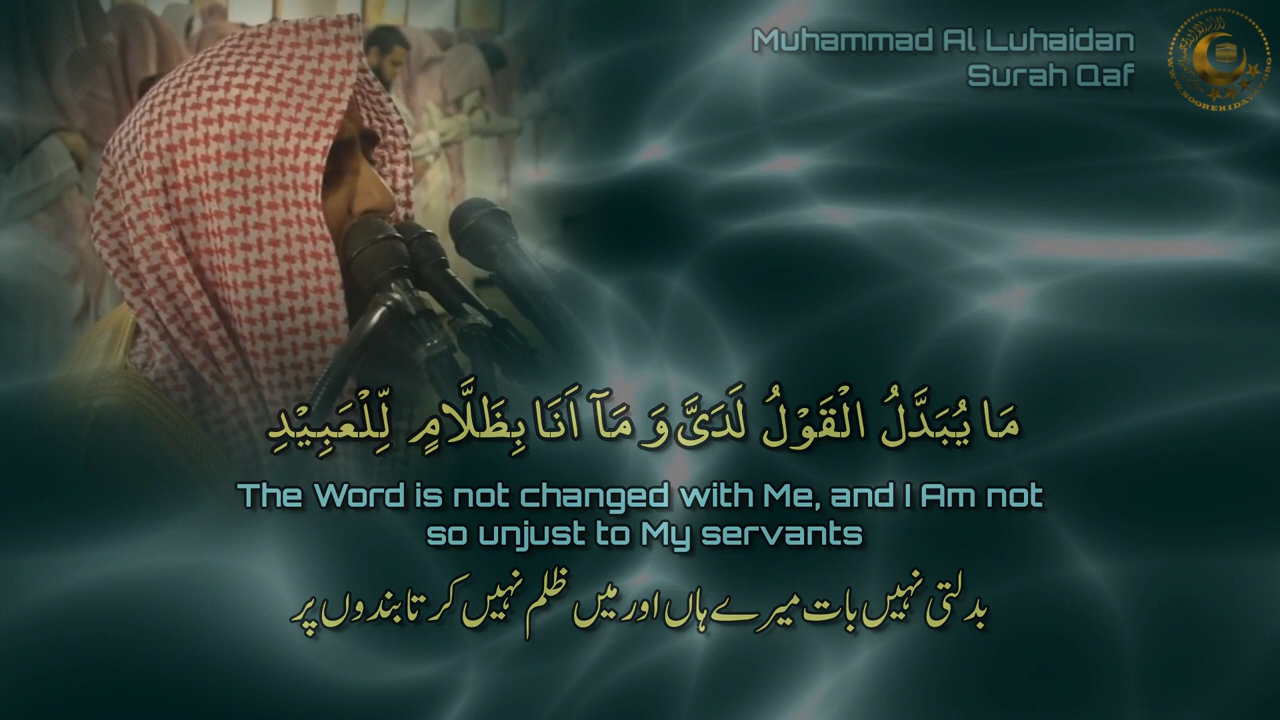 Muhammad Al Luhaidan
Surah Qaf
مَا يُبَدَّلُ الْقَوْلُ لَدَىَّ وَ مَآ اَنَا بِظَلَّامٍ لِّلْعَبِيْدِ
The Word is not changed with Me, and I Am not
so unjust to My servants
بدلتی نہیں بات میرے ہاں اور میں ظلم نہیں کرتا بندوں پر